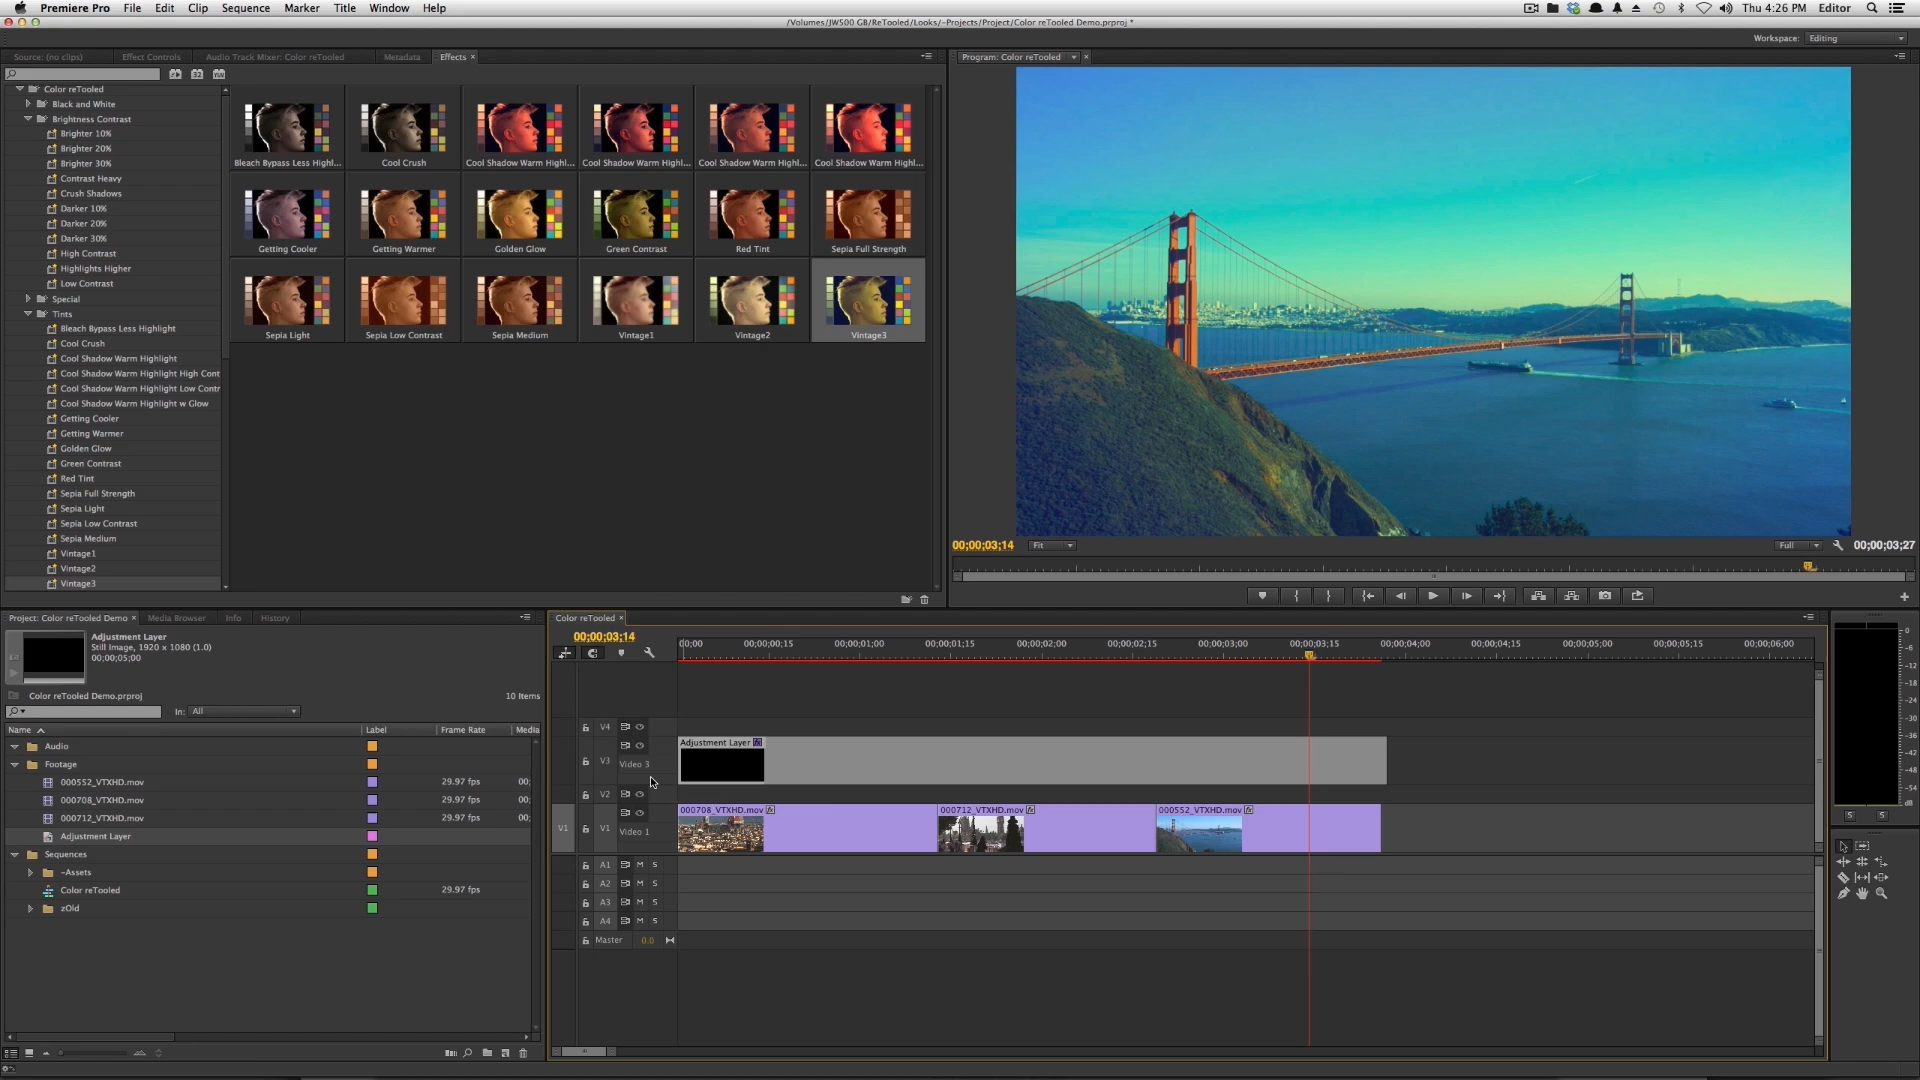 Premiere Pro File Edit Clip Sequence Marker Title Window Help Thu 4:26 PM Editor
/Volumes/JW500 GB/ReTooled/Looks/~Projects/Project/Color reTooled Demo.prproj *
Workspace: Editing
Source: (no clips) Effect Controls Audio Track Mixer: Color reTooled Metadata Effects ×
Program: Color reTooled ×
Color reTooled
Black and White
Brightness Contrast
Brighter 10%
Brighter 20%
Brighter 30%
Contrast Heavy
Crush Shadows
Darker 10%
Darker 20%
Darker 30%
High Contrast
Highlights Higher
Low Contrast
Special
Tints
Bleach Bypass Less Highlight
Cool Crush
Cool Shadow Warm Highlight
Cool Shadow Warm Highlight High Cont
Cool Shadow Warm Highlight Low Contr
Cool Shadow Warm Highlight w Glow
Getting Cooler
Getting Warmer
Golden Glow
Green Contrast
Red Tint
Sepia Full Strength
Sepia Light
Sepia Low Contrast
Sepia Medium
Vintage1
Vintage2
Vintage3
Bleach Bypass Less Highl... Cool Crush Cool Shadow Warm Highl... Cool Shadow Warm Highl... Cool Shadow Warm Highl... Cool Shadow Warm Highl...
Getting Cooler Getting Warmer Golden Glow Green Contrast Red Tint Sepia Full Strength
Sepia Light Sepia Low Contrast Sepia Medium Vintage1 Vintage2 Vintage3
00;00;03;14 Fit Full 00;00;03;27
Project: Color reTooled Demo × Media Browser Info History
Adjustment Layer
Still Image, 1920 x 1080 (1.0)
00;00;05;00
Color reTooled Demo.prproj 10 Items
In: All
Name Label Frame Rate Media
Audio
Footage
000552_VTXHD.mov 29.97 fps 00;
000708_VTXHD.mov 29.97 fps 00;
000712_VTXHD.mov 29.97 fps 00;
Adjustment Layer
Sequences
~Assets
Color reTooled 29.97 fps
zOld
Color reTooled ×
00;00;03;14
00;00 00;00;00;15 00;00;01;00 00;00;01;15 00;00;02;00 00;00;02;15 00;00;03;00 00;00;03;15 00;00;04;00 00;00;04;15 00;00;05;00 00;00;05;15 00;00;06;00
V4
Adjustment Layer
V3 Video 3
V2
000708_VTXHD.mov 000712_VTXHD.mov 000552_VTXHD.mov
V1 V1 Video 1
A1 M S
A2 M S
A3 M S
A4 M S
Master 0.0
0
-6
-12
-18
-24
-30
-36
-42
-48
-54
dB
S S